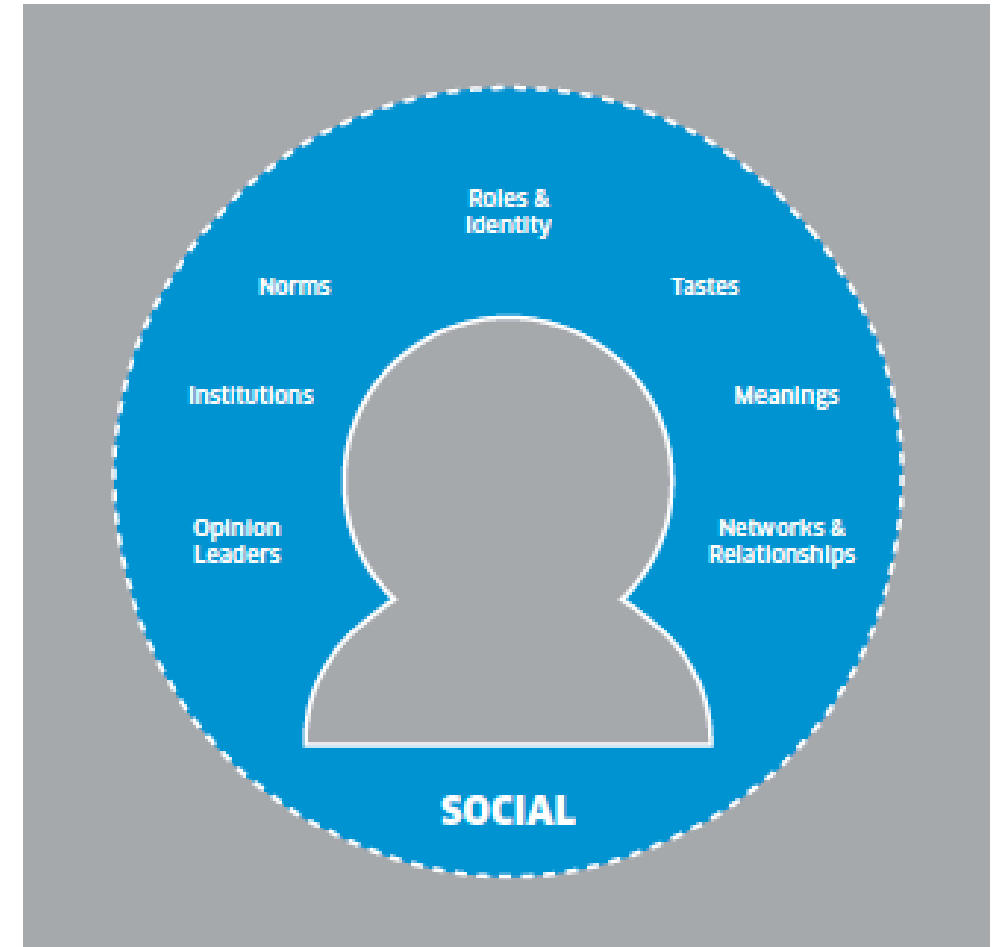 Roles &
Identity
Norms
Tastes
Institutions
Meanings
Opinion
Leaders
Networks &
Relationships
SOCIAL